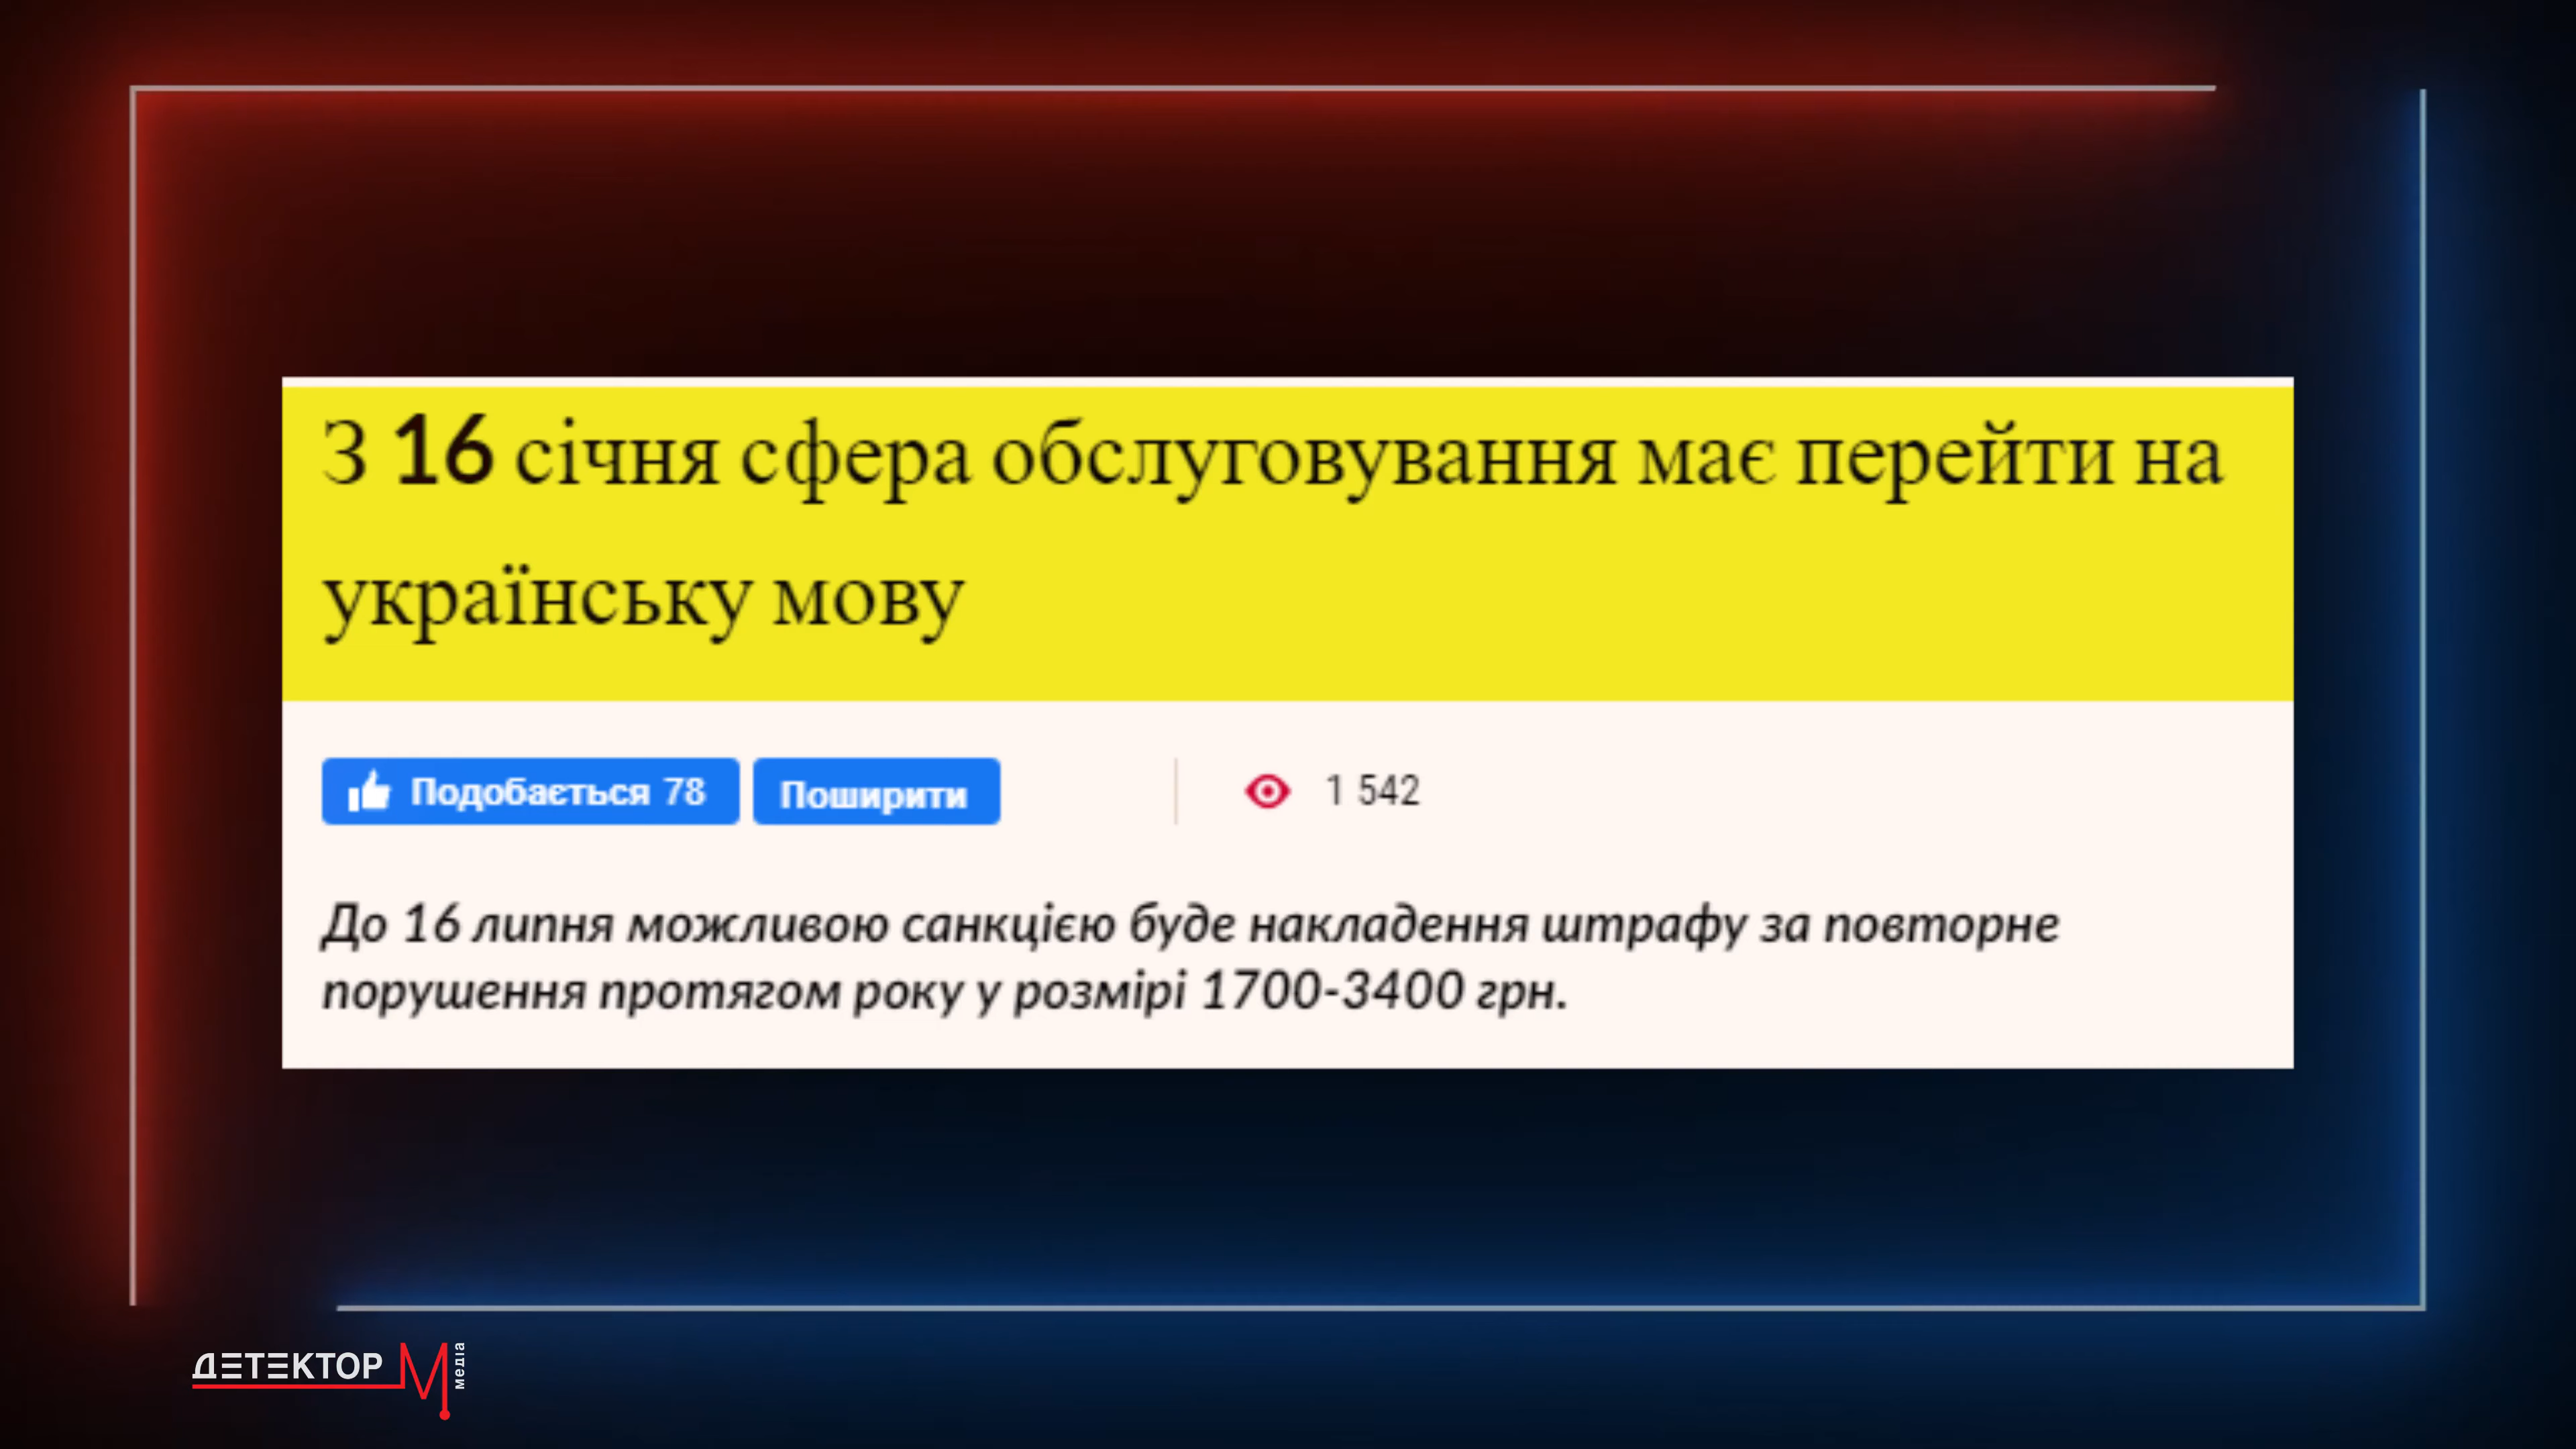 З 16 січня сфера обслуговування має перейти на
українську мову
Подобається 78 Поширити 1 542
До 16 липня можливою санкцією буде накладення штрафу за повторне
порушення протягом року у розмірі 1700-3400 грн.
ДЕТЕКТОР М медіа